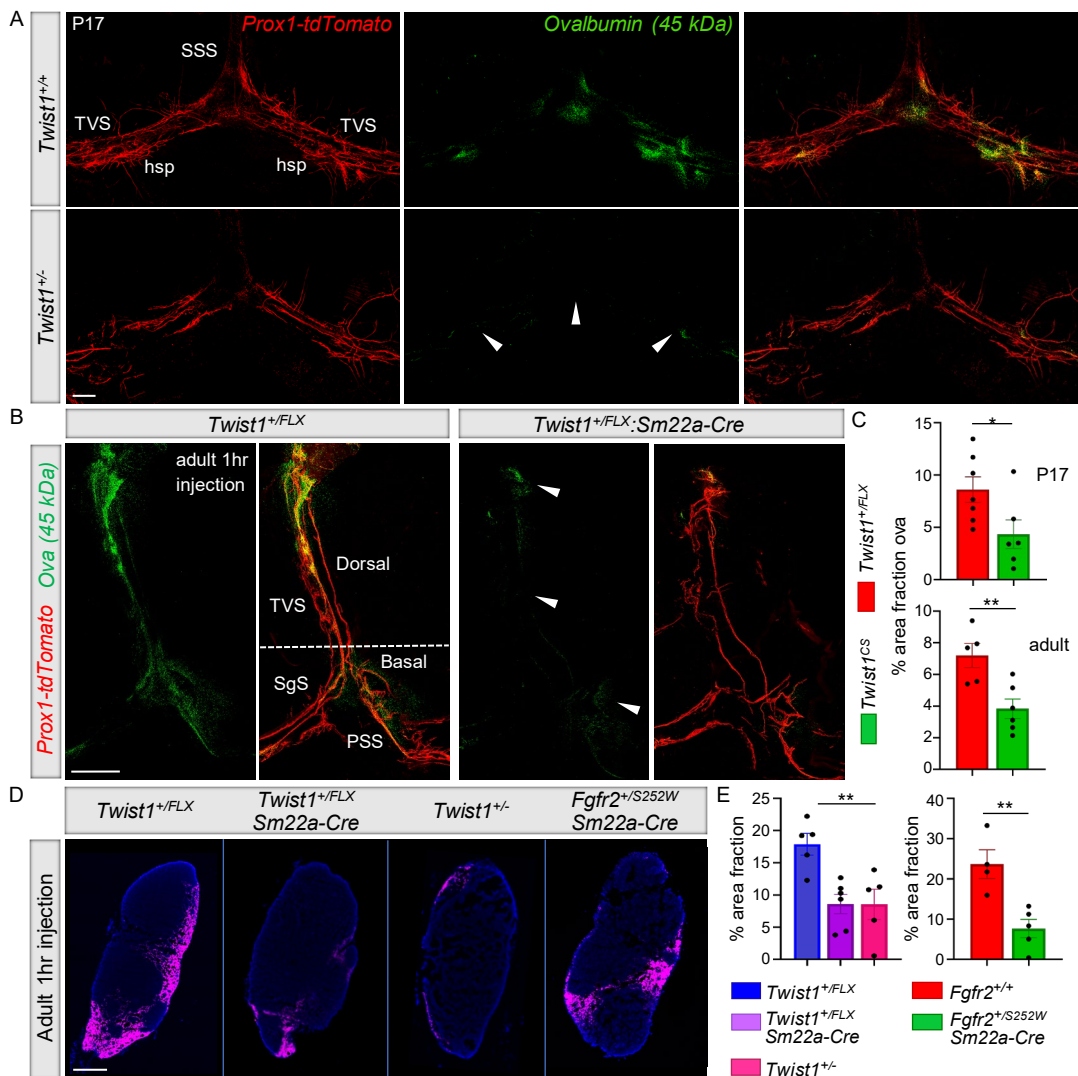 A
P17
Prox1-tdTomato
Ovalbumin (45 kDa)
SSS
TVS
TVS
hsp
hsp
Twist1+/+
Twist1+/-
B
Twist1+/FLX
Twist1+/FLX:Sm22a-Cre
Prox1-tdTomato Ova (45 kDa)
adult 1hr
injection
Dorsal
TVS
Basal
SgS
PSS
C
Twist1+/FLX
Twist1CS
% area fraction ova
15
10
5
0
*
P17
10
8
6
4
2
0
**
adult
D
Twist1+/FLX
Twist1+/FLX
Sm22a-Cre
Twist1+/-
Fgfr2+/S252W
Sm22a-Cre
Adult 1hr injection
E
% area fraction
25
20
15
10
5
0
**
% area fraction
40
30
20
10
0
**
Twist1+/FLX
Twist1+/FLX
Sm22a-Cre
Twist1+/-
Fgfr2+/+
Fgfr2+/S252W
Sm22a-Cre